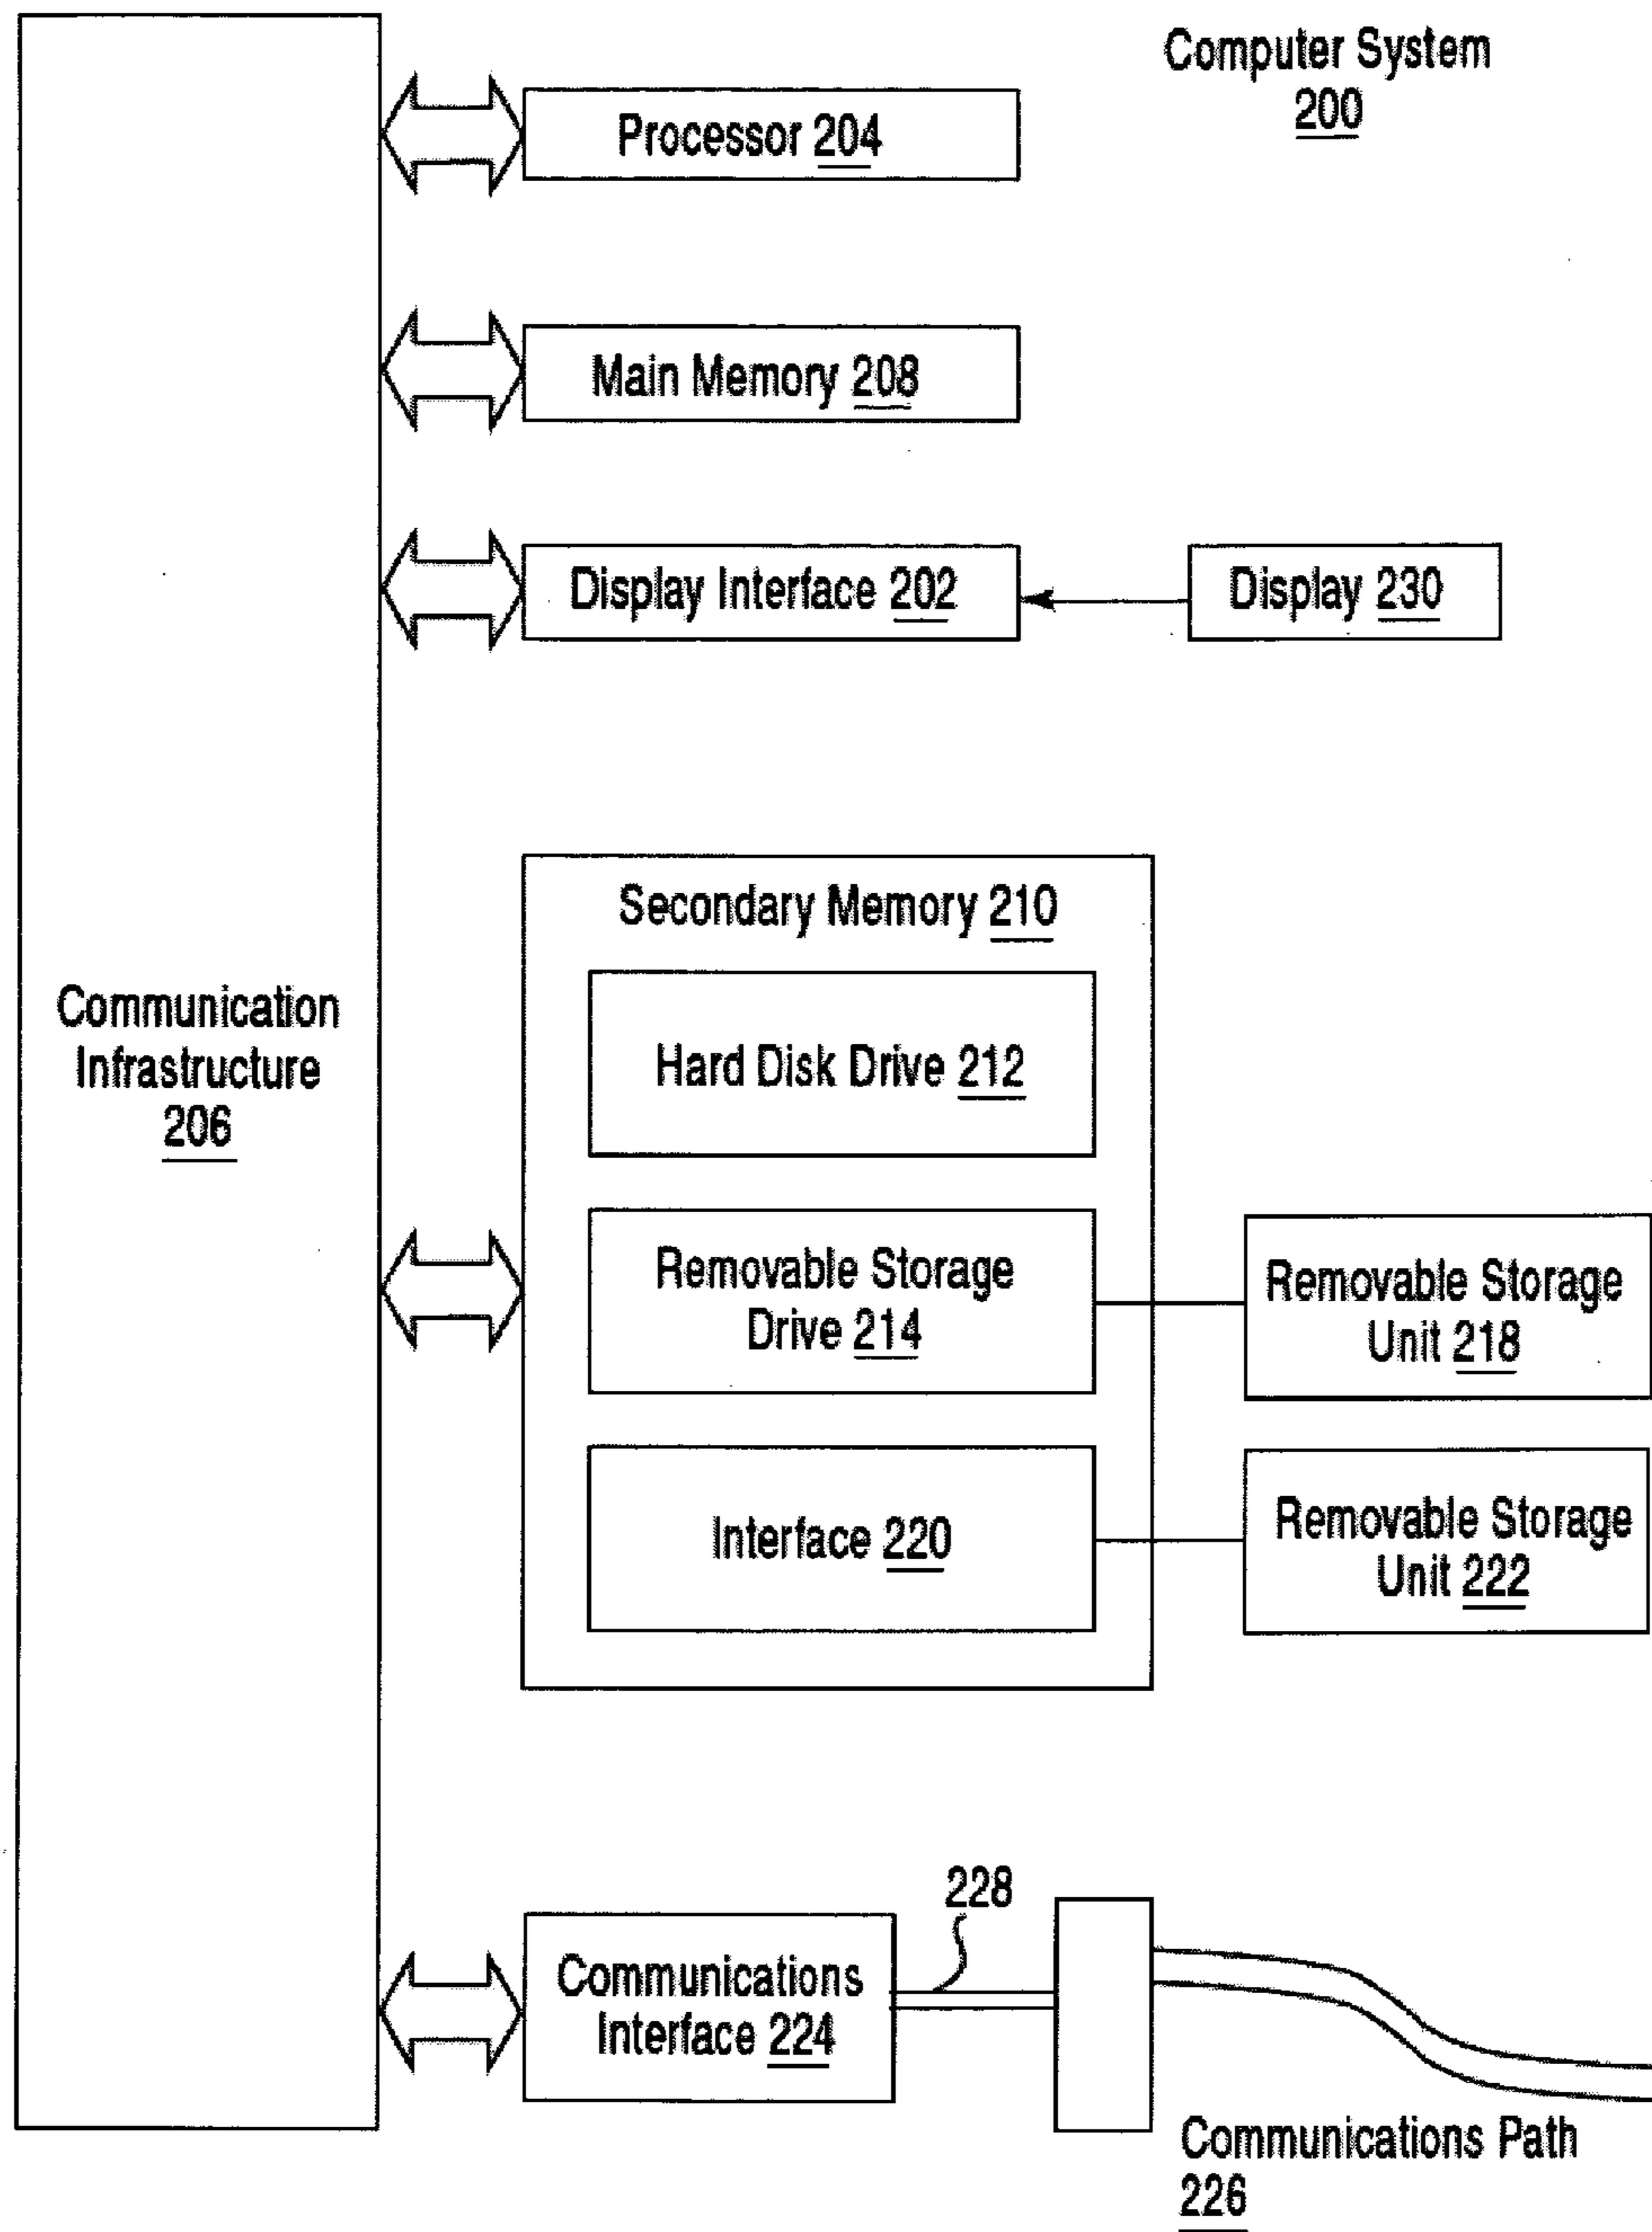 Computer System
200
Processor 204
Main Memory 208
Display Interface 202
Display 230
Secondary Memory 210
Hard Disk Drive 212
Communication
Infrastructure
206
Removable Storage
Drive 214
Removable Storage
Unit 218
Interface 220
Removable Storage
Unit 222
228
Communications
Interface 224
Communications Path
226